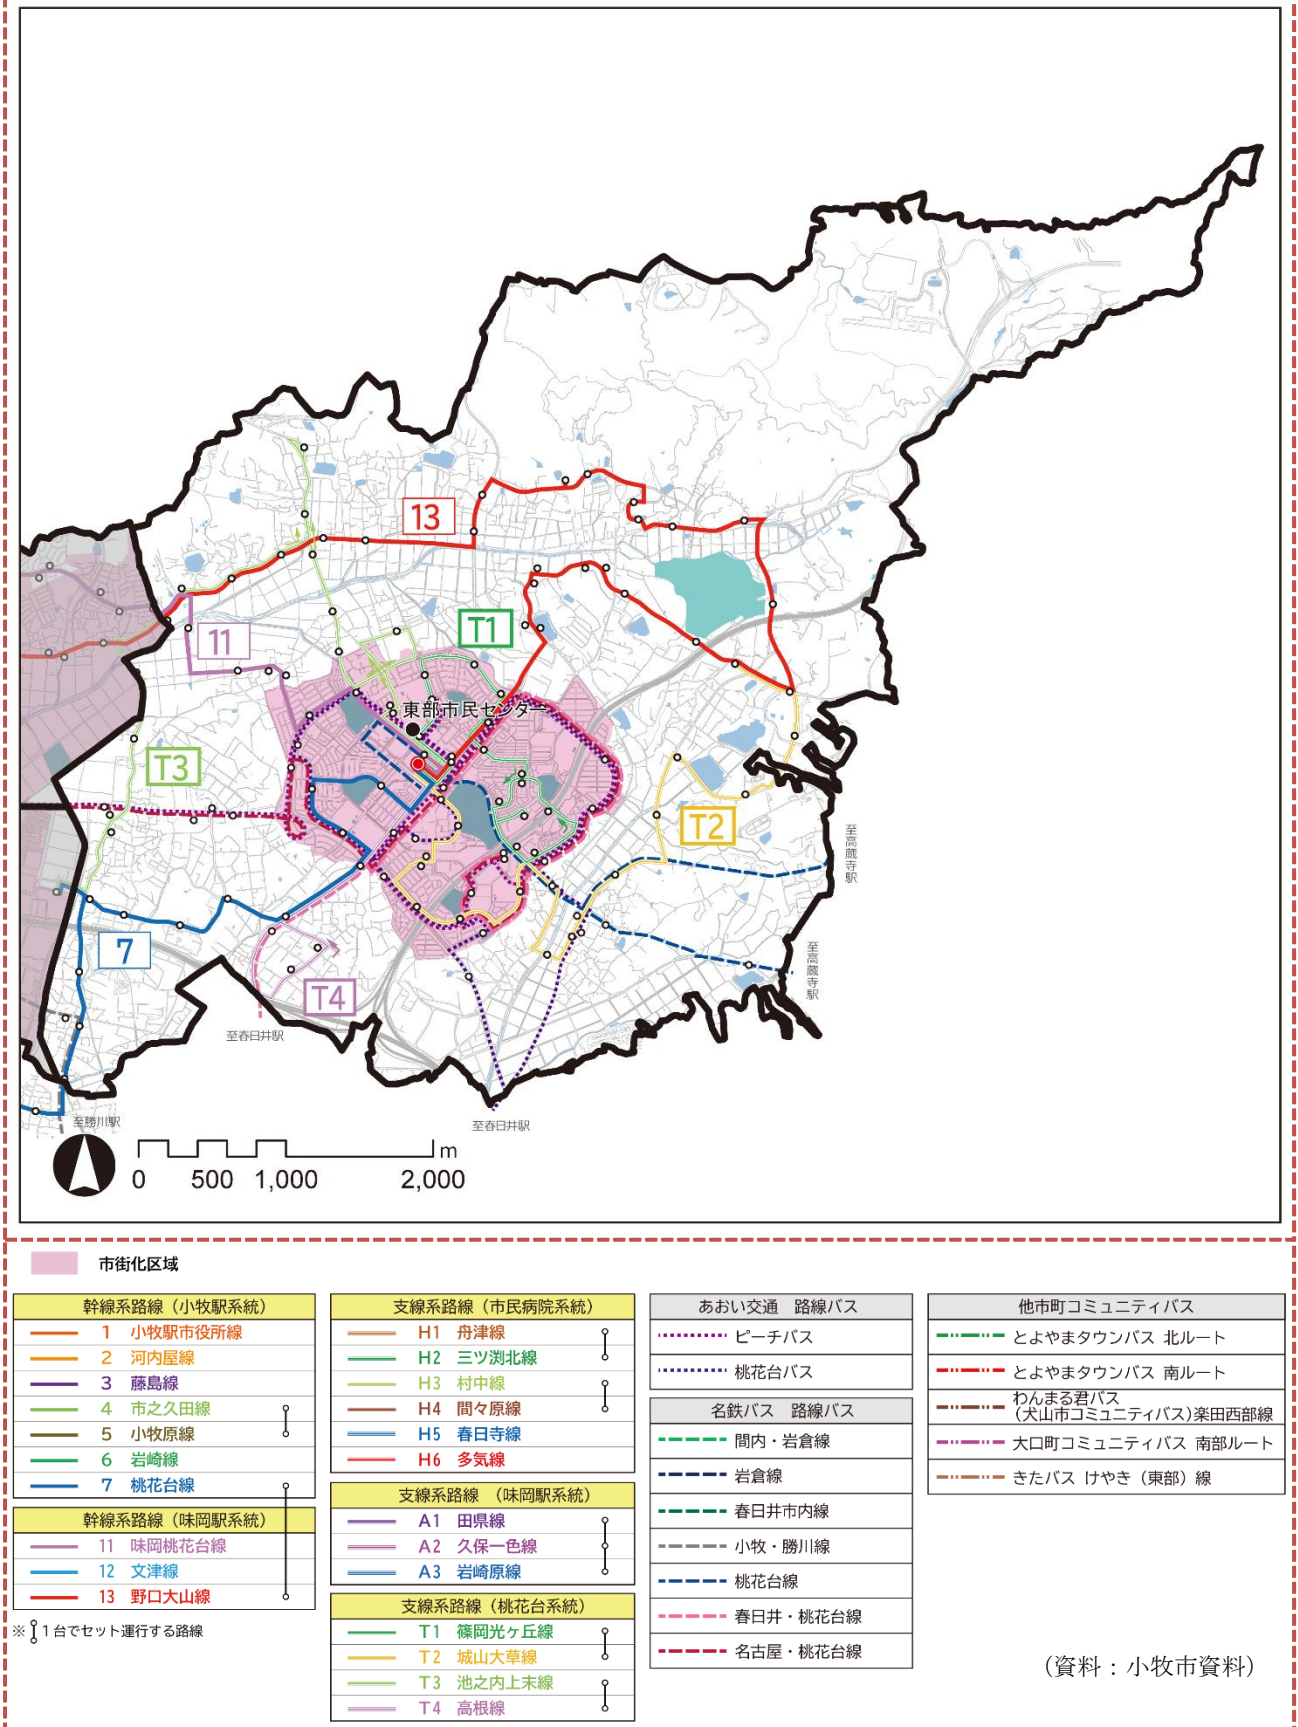 13
T1
11
東部市民センター
T3
T2
至高蔵寺駅
7
至高蔵寺駅
T4
至春日井駅
至勝川駅
至春日井駅
m
0 500 1,000 2,000
市街化区域
幹線系路線（小牧駅系統）
1 小牧駅市役所線
2 河内屋線
3 藤島線
4 市之久田線
5 小牧原線
6 岩崎線
7 桃花台線
幹線系路線（味岡駅系統）
11 味岡桃花台線
12 文津線
13 野口大山線
※ 1台でセット運行する路線
支線系路線（市民病院系統）
H1 舟津線
H2 三ツ渕北線
H3 村中線
H4 間々原線
H5 春日寺線
H6 多気線
支線系路線 （味岡駅系統）
A1 田県線
A2 久保一色線
A3 岩崎原線
支線系路線（桃花台系統）
T1 篠岡光ヶ丘線
T2 城山大草線
T3 池之内上末線
T4 高根線
あおい交通 路線バス
ピーチバス
桃花台バス
名鉄バス 路線バス
間内・岩倉線
岩倉線
春日井市内線
小牧・勝川線
桃花台線
春日井・桃花台線
名古屋・桃花台線
他市町コミュニティバス
とよやまタウンバス 北ルート
とよやまタウンバス 南ルート
わんまる君バス
（犬山市コミュニティバス）楽田西部線
大口町コミュニティバス 南部ルート
きたバス けやき（東部）線
（資料：小牧市資料）